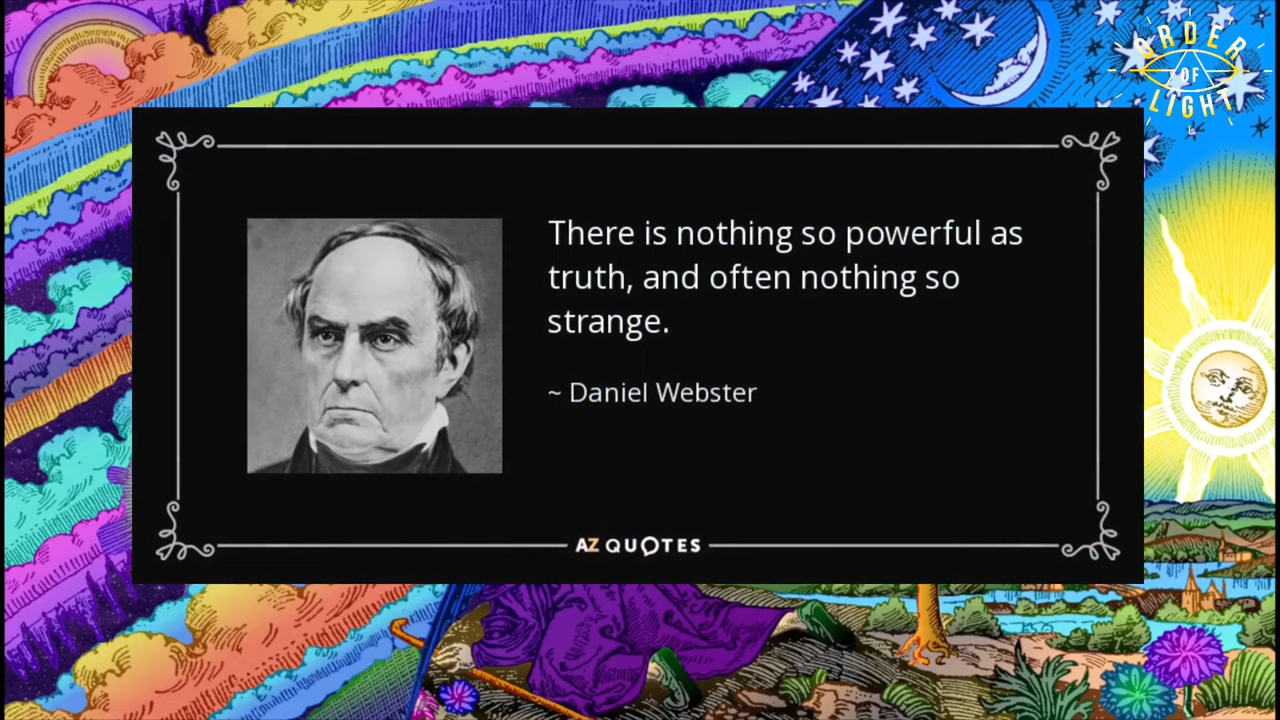 ORDER
OF
LIGHT
There is nothing so powerful as
truth, and often nothing so
strange.
~ Daniel Webster
AZ QUOTES